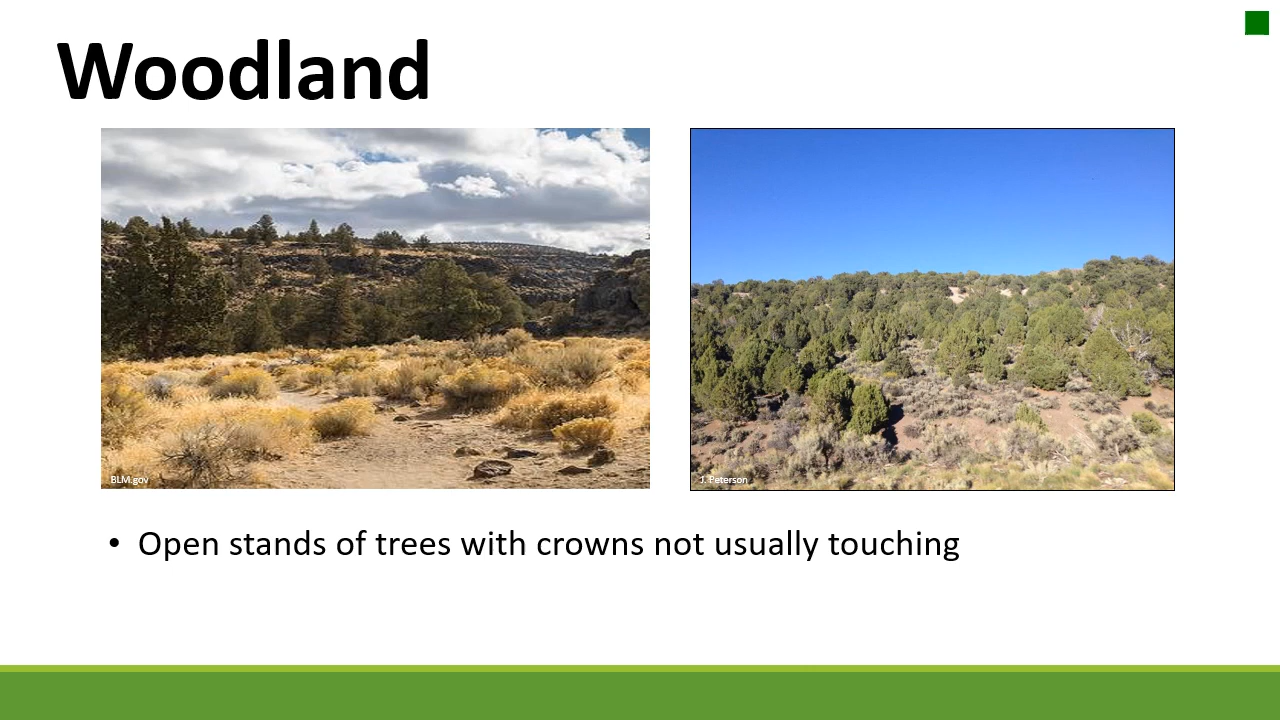 Woodland
BLM.gov
J. Peterson
• Open stands of trees with crowns not usually touching